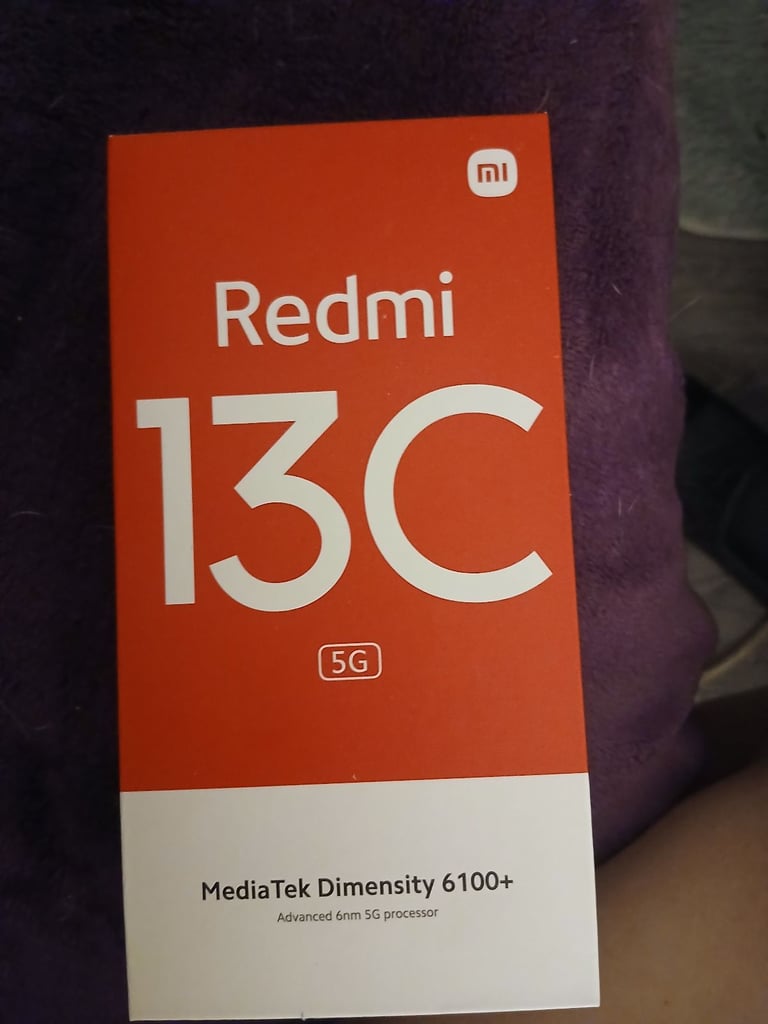 mi
Redmi
13C
5G
MediaTek Dimensity 6100+
Advanced 6nm 5G processor